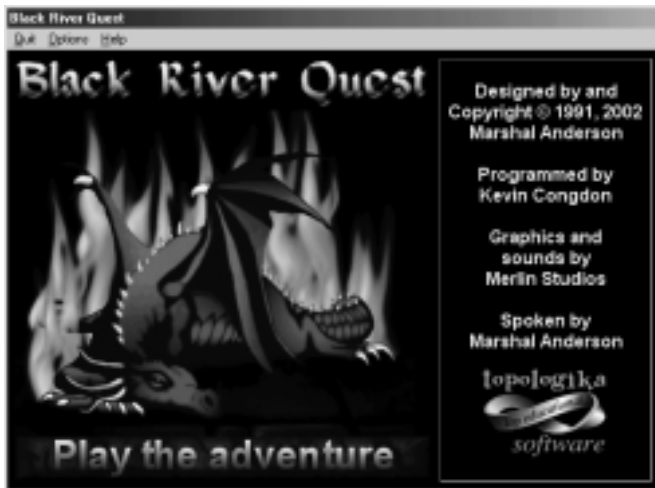 Black River Quest
Quit Options Help
Black River Quest
Play the adventure
Designed by and
Copyright © 1991, 2002
Marshal Anderson
Programmed by
Kevin Congdon
Graphics and
sounds by
Merlin Studios
Spoken by
Marshal Anderson
topologika
software